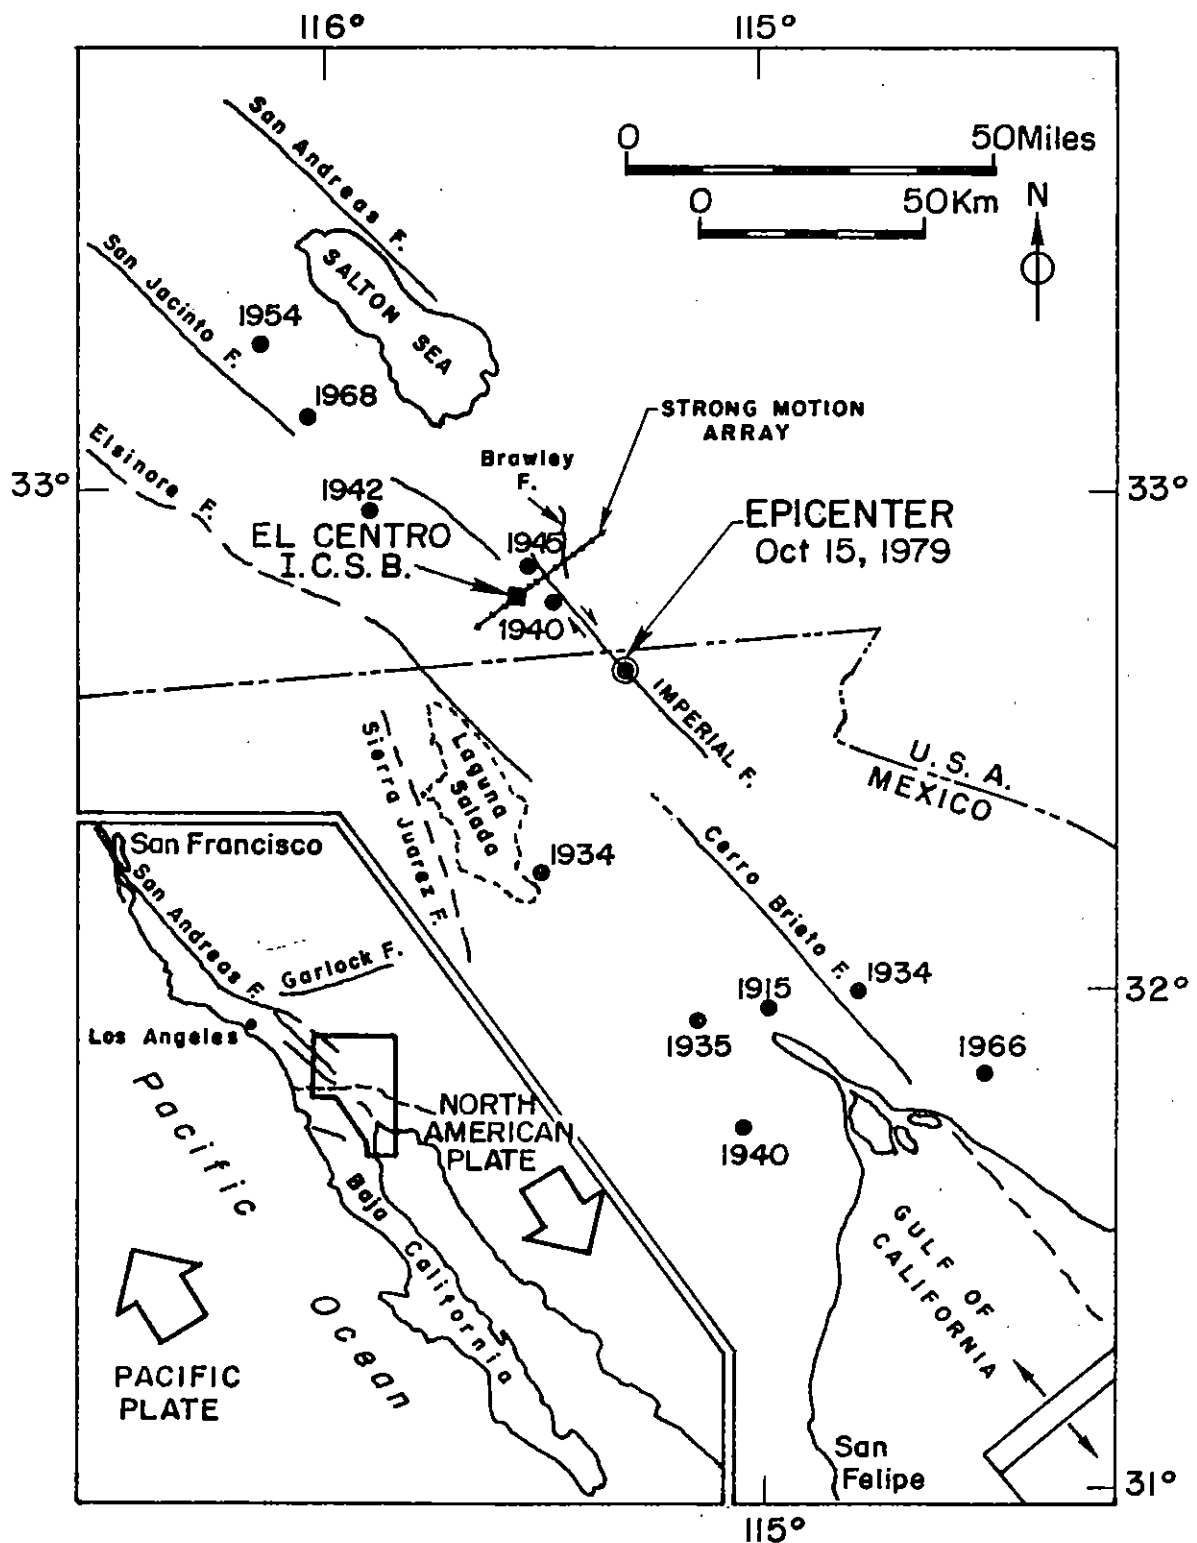 116°
115°
San Andreas F.
0
50Miles
0
50Km
N
San Jacinto F.
SALTON
SEA
1954
1968
STRONG MOTION
ARRAY
Elsinore F.
Brawley
F.
33°
33°
1942
EL CENTRO
I.C.S.B.
1945
EPICENTER
Oct 15, 1979
1940
IMPERIAL F.
Sierra Juarez F.
Laguna
Salada
U.S.A.
MEXICO
1934
Cerro Brieto F.
San Francisco
San Andreas F.
Garlock F.
Los Angeles
1934
1915
1935
32°
1966
1940
Pacific
Ocean
NORTH
AMERICAN
PLATE
Baja California
PACIFIC
PLATE
GULF OF
CALIFORNIA
San
Felipe
31°
115°